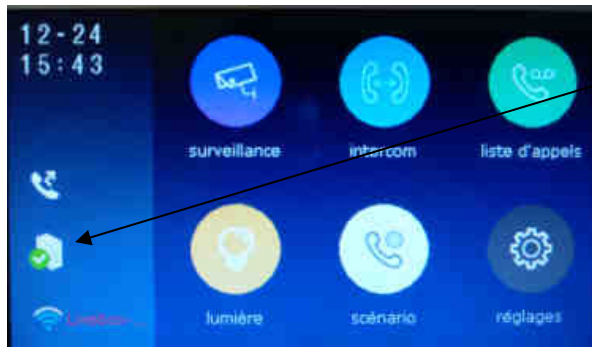 12-24
15:43
surveillance
intercom
liste d'appels
lumière
scénario
réglages